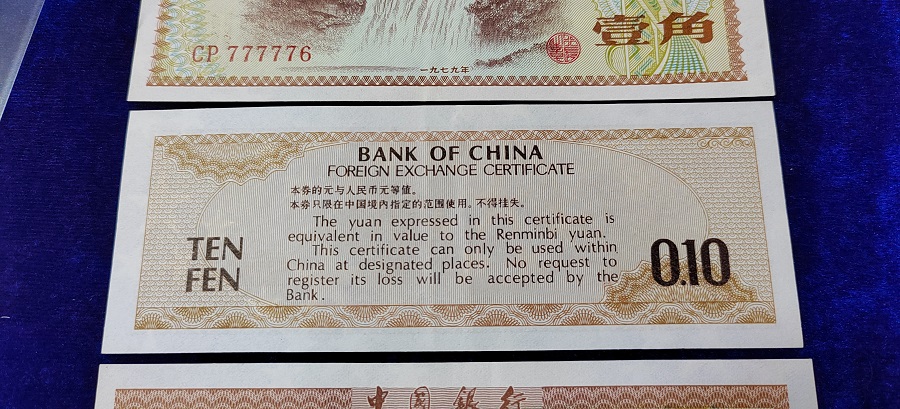 CP 777776
壹角
一九七九年
BANK OF CHINA
FOREIGN EXCHANGE CERTIFICATE
本券的元与人民币元等值。
本券只限在中国境内指定的范围使用。不得挂失。
The yuan expressed in this certificate is
equivalent in value to the Renminbi yuan.
This certificate can only be used within
China at designated places. No request to
register its loss will be accepted by the
Bank.
TEN
FEN
0.10
中国银行